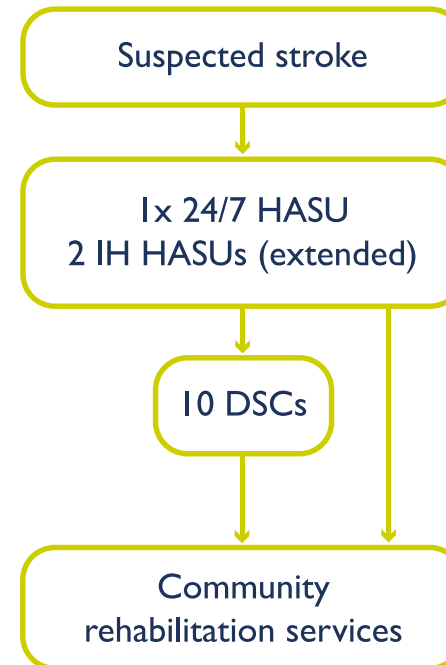 Suspected stroke
1x 24/7 HASU
2 IH HASUs (extended)
10 DSCs
Community
rehabilitation services